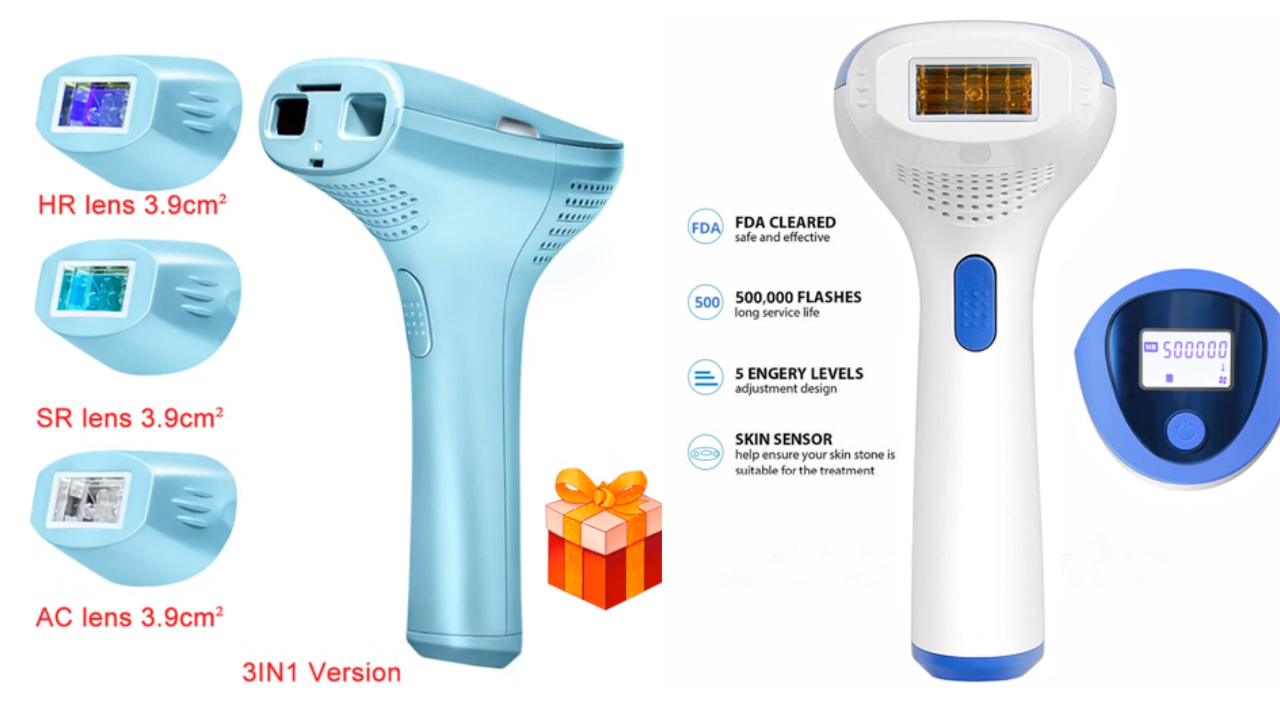 HR lens 3.9cm²
SR lens 3.9cm²
AC lens 3.9cm²
3IN1 Version
FDA
FDA CLEARED
safe and effective
500
500,000 FLASHES
long service life
5 ENGERY LEVELS
adjustment design
SKIN SENSOR
help ensure your skin stone is
suitable for the treatment
HR 500000